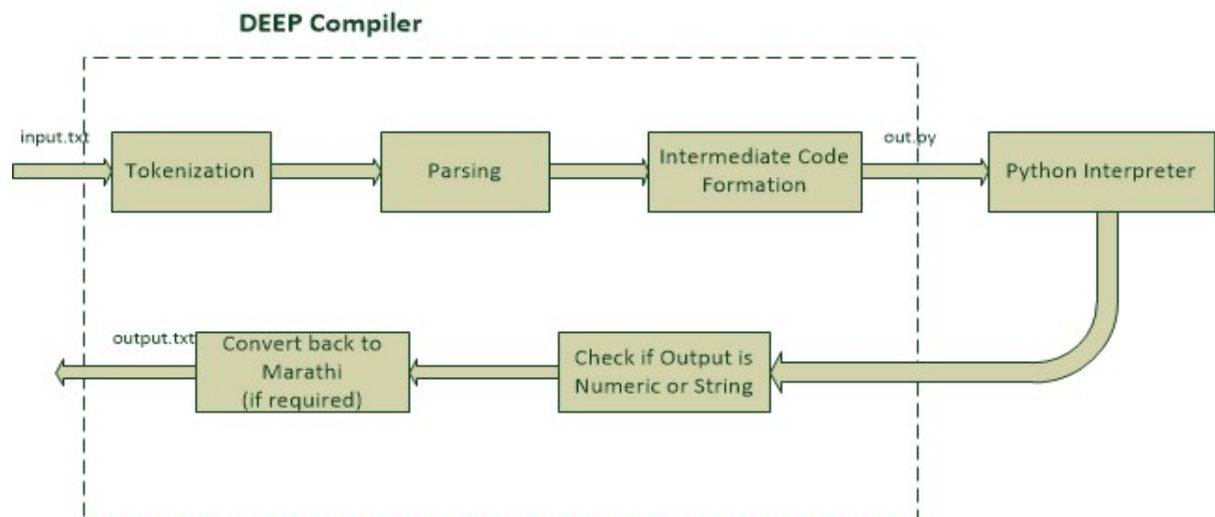 DEEP Compiler
input.txt
Tokenization
Parsing
Intermediate Code
Formation
out.py
Python Interpreter
output.txt
Convert back to
Marathi
(if required)
Check if Output is
Numeric or String